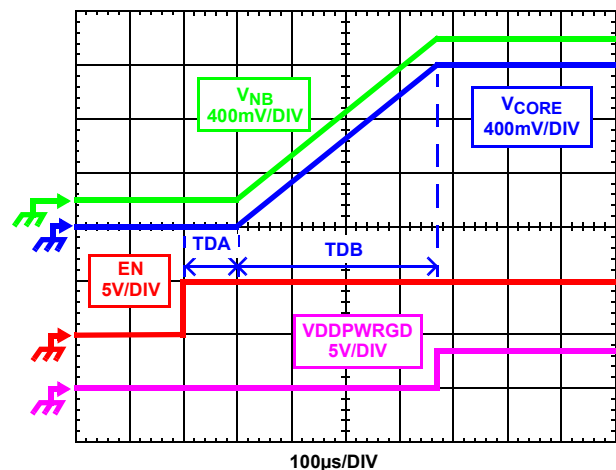 VNB
400mV/DIV
VCORE
400mV/DIV
TDA
TDB
EN
5V/DIV
VDDPWRGD
5V/DIV
100µs/DIV